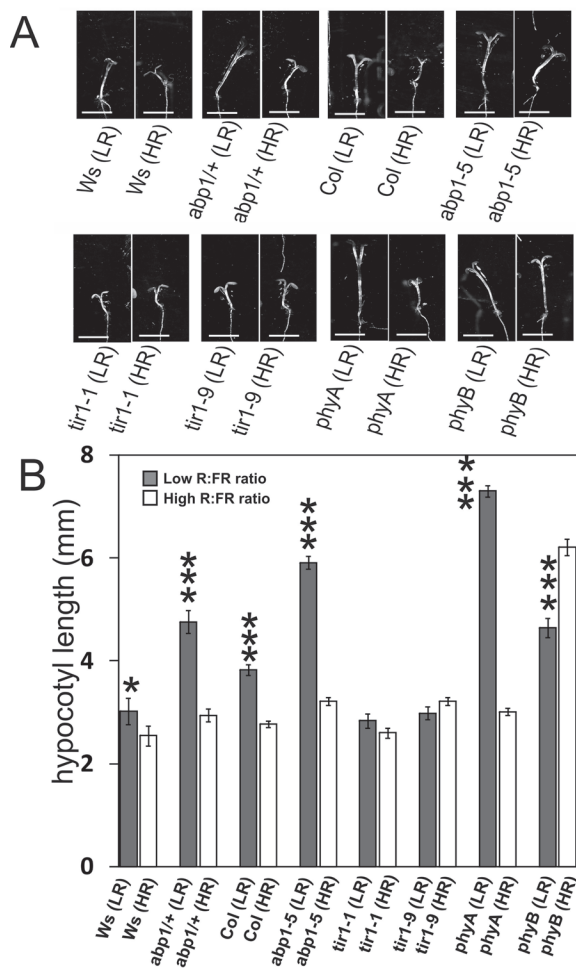 A
Ws (LR)
Ws (HR)
abp1/+ (LR)
abp1/+ (HR)
Col (LR)
Col (HR)
abp1-5 (LR)
abp1-5 (HR)
tir1-1 (LR)
tir1-1 (HR)
tir1-9 (LR)
tir1-9 (HR)
phyA (LR)
phyA (HR)
phyB (LR)
phyB (HR)
B
hypocotyl length (mm)
8
6
4
2
0
Low R:FR ratio
High R:FR ratio
*
***
***
***
***
***
Ws (LR)
Ws (HR)
abp1/+ (LR)
abp1/+ (HR)
Col (LR)
Col (HR)
abp1-5 (LR)
abp1-5 (HR)
tir1-1 (LR)
tir1-1 (HR)
tir1-9 (LR)
tir1-9 (HR)
phyA (LR)
phyA (HR)
phyB (LR)
phyB (HR)